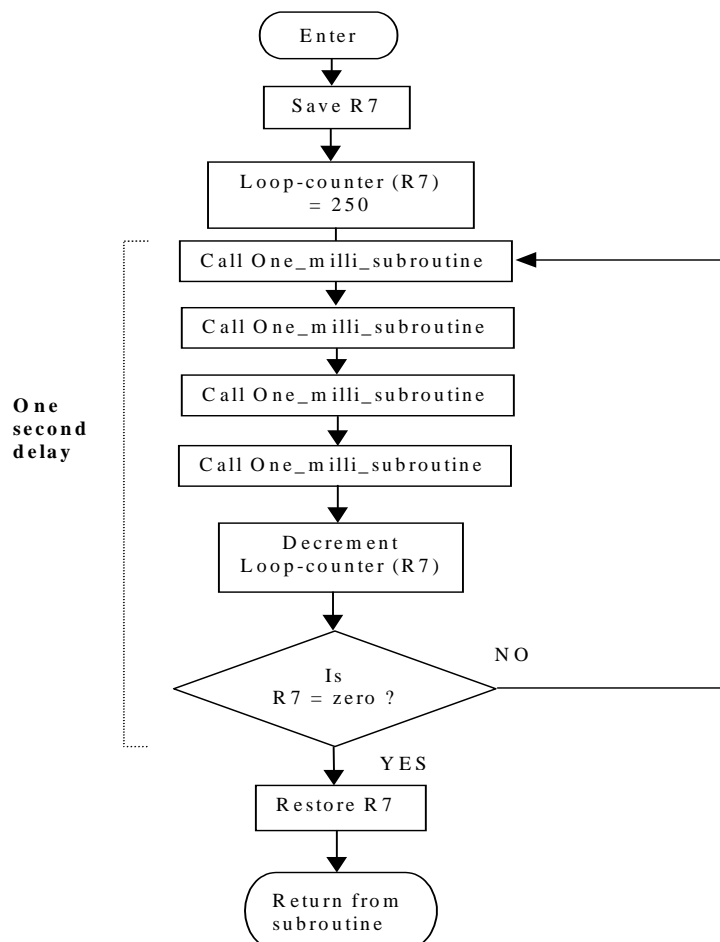 Enter
Save R7
Loop-counter (R7)
= 250
Call One_milli_subroutine
Call One_milli_subroutine
Call One_milli_subroutine
Call One_milli_subroutine
One
second
delay
Decrement
Loop-counter (R7)
Is
R7 = zero ?
NO
YES
Restore R7
Return from
subroutine